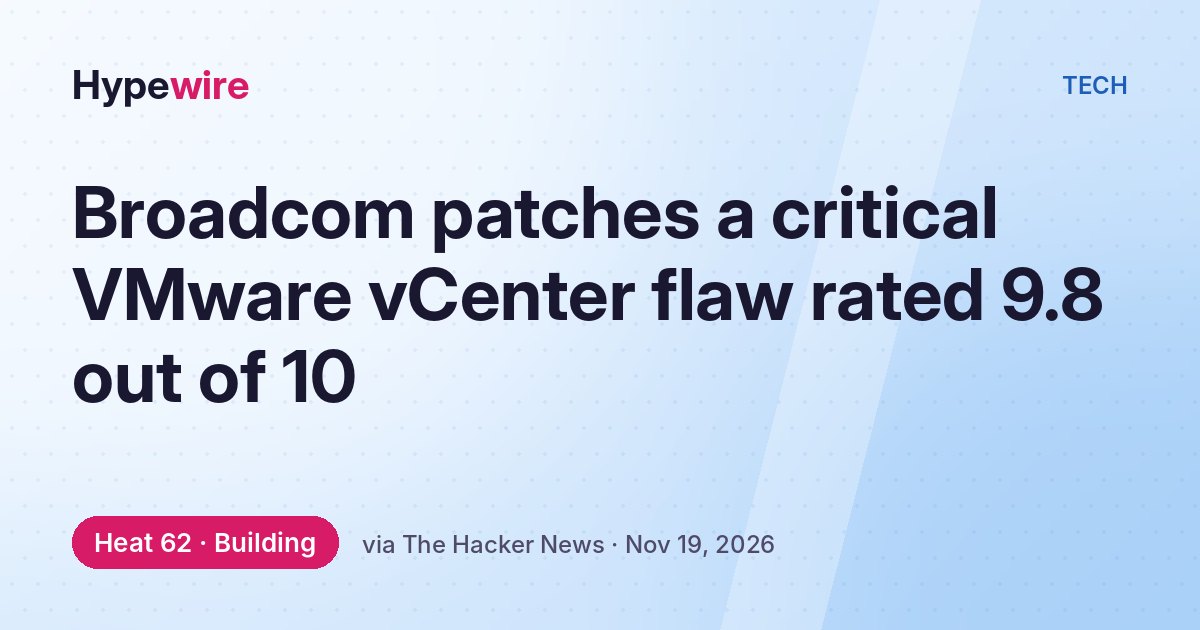 Hypewire
TECH
Broadcom patches a critical
VMware vCenter flaw rated 9.8
out of 10
Heat 62 · Building
via The Hacker News · Nov 19, 2026